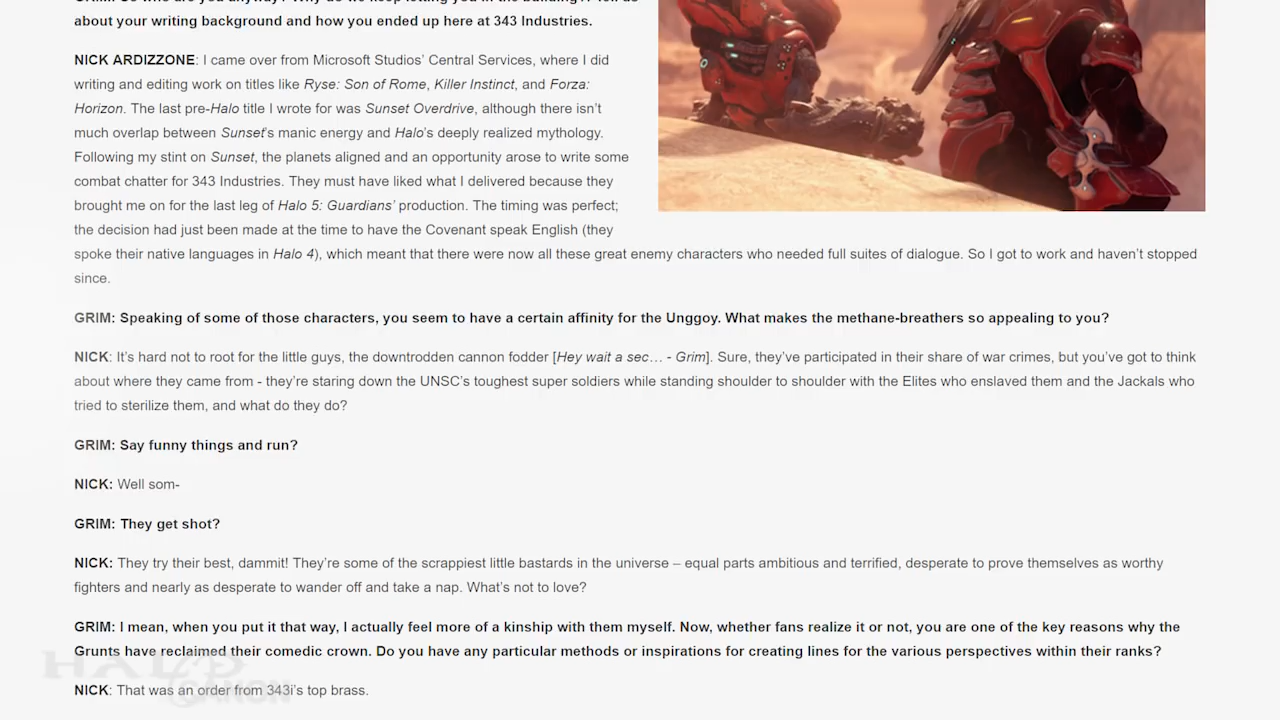 about your writing background and how you ended up here at 343 Industries.
NICK ARDIZZONE: I came over from Microsoft Studios' Central Services, where I did
writing and editing work on titles like Ryse: Son of Rome, Killer Instinct, and Forza:
Horizon. The last pre-Halo title I wrote for was Sunset Overdrive, although there isn't
much overlap between Sunset's manic energy and Halo's deeply realized mythology.
Following my stint on Sunset, the planets aligned and an opportunity arose to write some
combat chatter for 343 Industries. They must have liked what I delivered because they
brought me on for the last leg of Halo 5: Guardians' production. The timing was perfect;
the decision had just been made at the time to have the Covenant speak English (they
spoke their native languages in Halo 4), which meant that there were now all these great enemy characters who needed full suites of dialogue. So I got to work and haven't stopped
since.
GRIM: Speaking of some of those characters, you seem to have a certain affinity for the Unggoy. What makes the methane-breathers so appealing to you?
NICK: It's hard not to root for the little guys, the downtrodden cannon fodder [Hey wait a sec… - Grim]. Sure, they've participated in their share of war crimes, but you've got to think
about where they came from - they're staring down the UNSC's toughest super soldiers while standing shoulder to shoulder with the Elites who enslaved them and the Jackals who
tried to sterilize them, and what do they do?
GRIM: Say funny things and run?
NICK: Well som-
GRIM: They get shot?
NICK: They try their best, dammit! They're some of the scrappiest little bastards in the universe – equal parts ambitious and terrified, desperate to prove themselves as worthy
fighters and nearly as desperate to wander off and take a nap. What's not to love?
GRIM: I mean, when you put it that way, I actually feel more of a kinship with them myself. Now, whether fans realize it or not, you are one of the key reasons why the
Grunts have reclaimed their comedic crown. Do you have any particular methods or inspirations for creating lines for the various perspectives within their ranks?
HALO
CANON
NICK: That was an order from 343i's top brass.